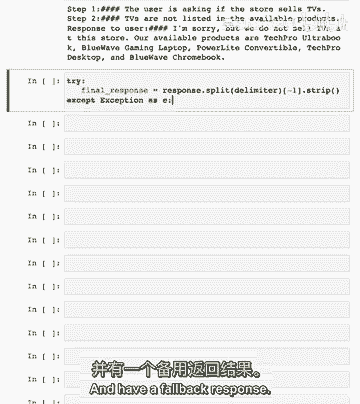 Step 1:#### The user is asking if the store sells TVs.
Step 2:#### TVs are not listed in the available products.
Response to user:#### I'm sorry, but we do not sell TVs a
t this store. Our available products are TechPro Ultraboo
k, BlueWave Gaming Laptop, PowerLite Convertible, TechPro
Desktop, and BlueWave Chromebook.
In [ ]: try:
final_response = response.split(delimiter)[-1].strip()
except Exception as e:
In [ ]:
In [ ]:
In [ ]:
In [ ]:
In [ ]:
In [ ]:
In [ ]:
In [ ]:
In [ ]:
In [ ]:
In [ ]:
In [ ]:
并有一个备用返回结果。
And have a fallback response.